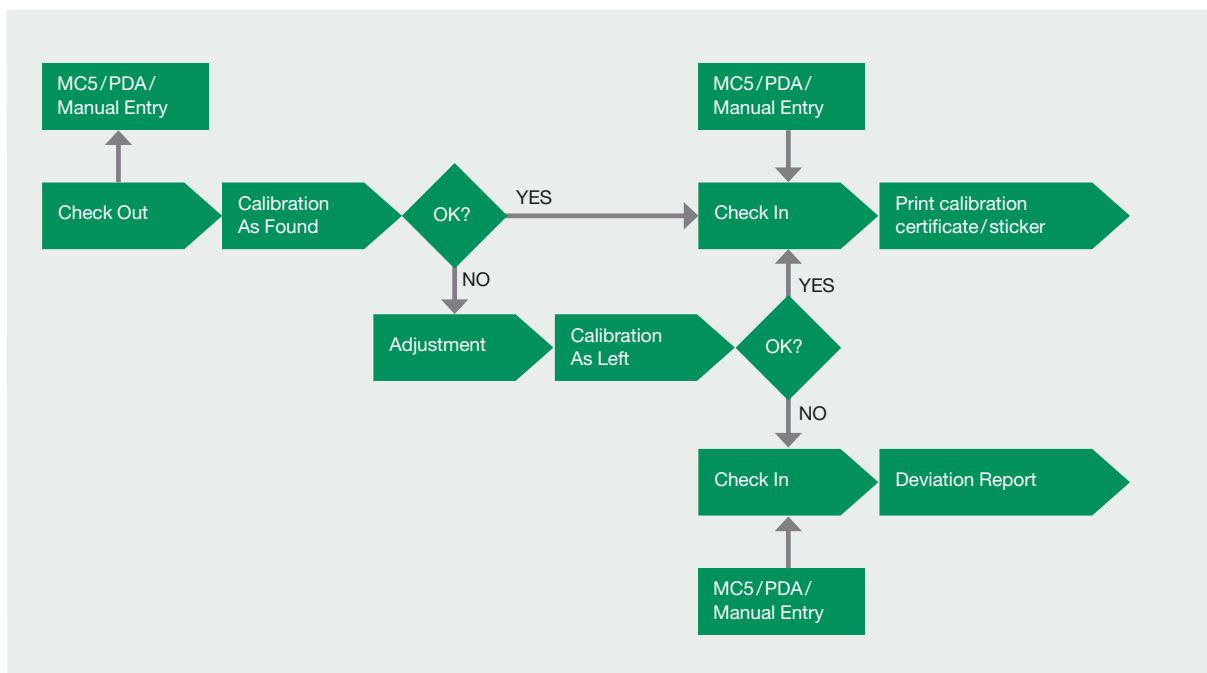 MC5/PDA/
Manual Entry
MC5/PDA/
Manual Entry
Check Out
Calibration
As Found
OK?
YES
Check In
Print calibration
certificate/sticker
NO
YES
Adjustment
Calibration
As Left
OK?
NO
Check In
Deviation Report
MC5/PDA/
Manual Entry